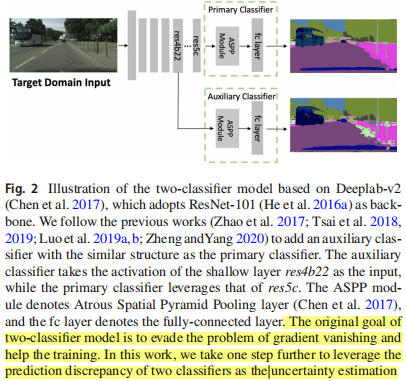 Primary Classifier
res4b22
...
res5c
ASPP
Module
fc layer
Target Domain Input
Auxiliary Classifier
ASPP
Module
fc layer
Fig. 2 Illustration of the two-classifier model based on Deeplab-v2
(Chen et al. 2017), which adopts ResNet-101 (He et al. 2016a) as back-
bone. We follow the previous works (Zhao et al. 2017; Tsai et al. 2018,
2019; Luo et al. 2019a, b; Zheng and Yang 2020) to add an auxiliary clas-
sifier with the similar structure as the primary classifier. The auxiliary
classifier takes the activation of the shallow layer res4b22 as the input,
while the primary classifier leverages that of res5c. The ASPP mod-
ule denotes Atrous Spatial Pyramid Pooling layer (Chen et al. 2017),
and the fc layer denotes the fully-connected layer. The original goal of
two-classifier model is to evade the problem of gradient vanishing and
help the training. In this work, we take one step further to leverage the
prediction discrepancy of two classifiers as the uncertainty estimation